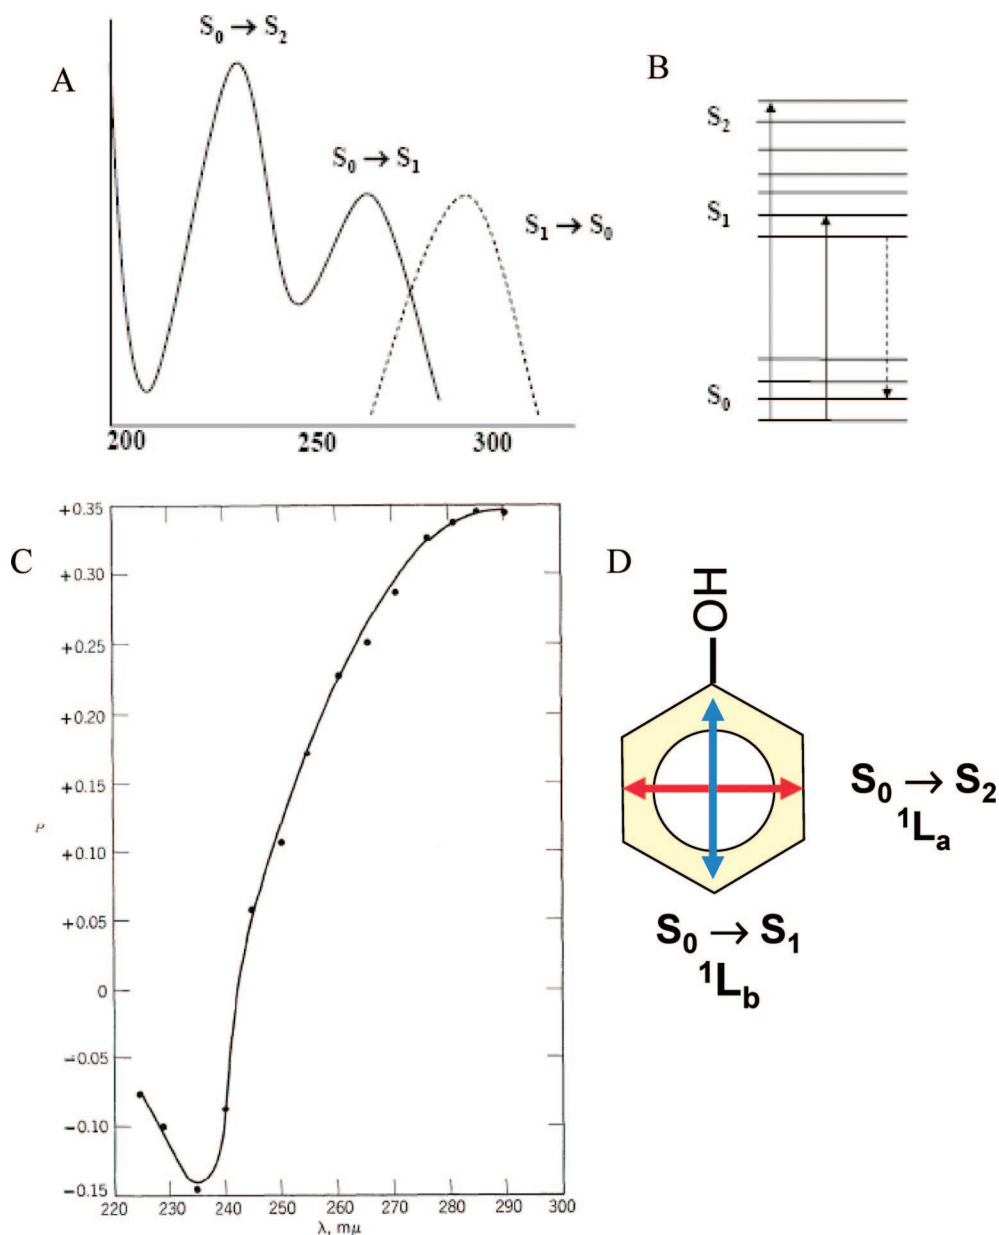 A
S₀ → S₂
S₀ → S₁
S₁ → S₀
200 250 300
B
S₂
S₁
S₀
C
+0.35
+0.30
+0.25
+0.20
+0.15
+0.10
+0.05
0
−0.05
−0.10
−0.15
220 230 240 250 260 270 280 290 300
λ, mμ
D
OH
S₀ → S₂
¹Lₐ
S₀ → S₁
¹L_b